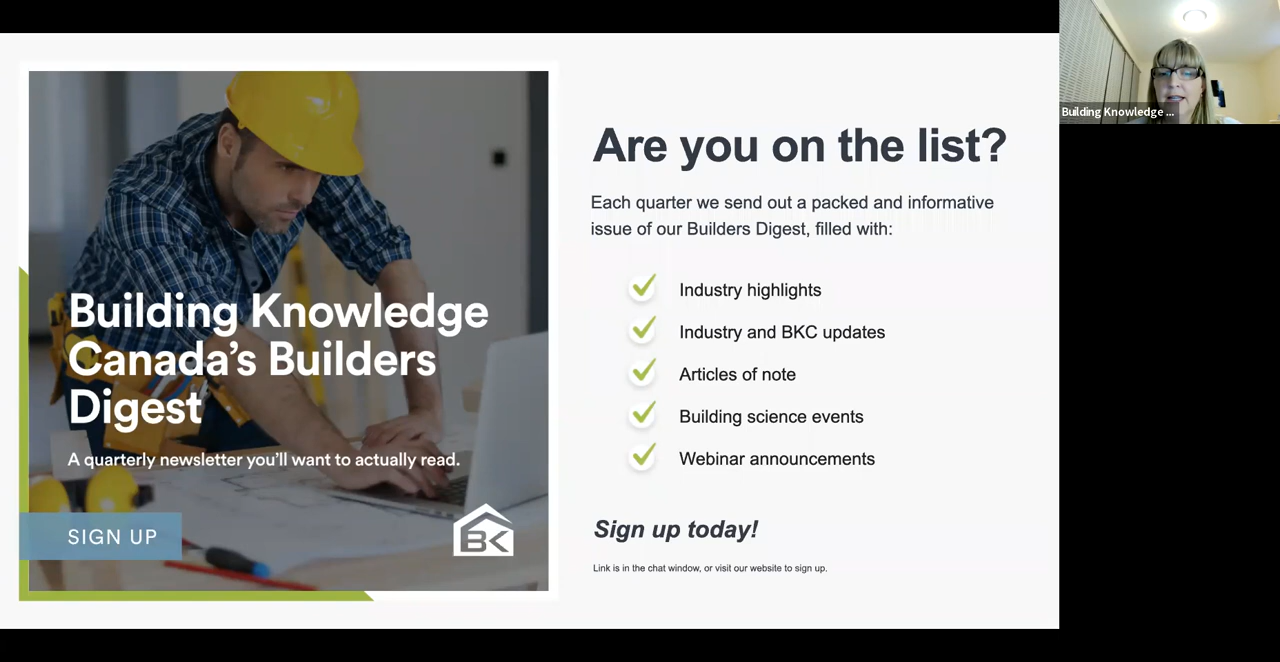 Building Knowledge ...
Are you on the list?
Each quarter we send out a packed and informative
issue of our Builders Digest, filled with:
Industry highlights
Industry and BKC updates
Articles of note
Building science events
Webinar announcements
Sign up today!
Link is in the chat window, or visit our website to sign up.
Building Knowledge
Canada’s Builders
Digest
A quarterly newsletter you’ll want to actually read.
SIGN UP
BK